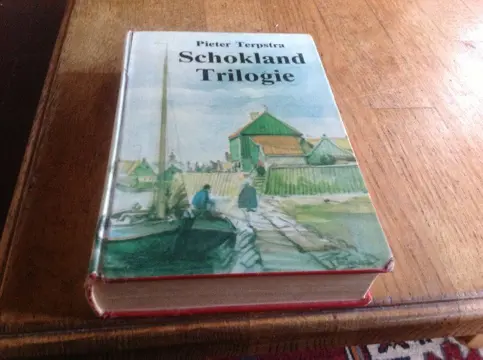 Pieter Terpstra
Schokland
Trilogie